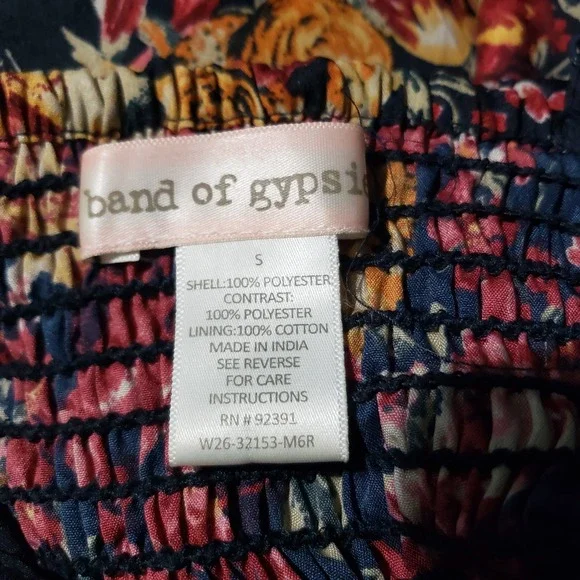 band of gypsie
S
SHELL:100% POLYESTER
CONTRAST:
100% POLYESTER
LINING:100% COTTON
MADE IN INDIA
SEE REVERSE
FOR CARE
INSTRUCTIONS
RN # 92391
W26-32153-M6R